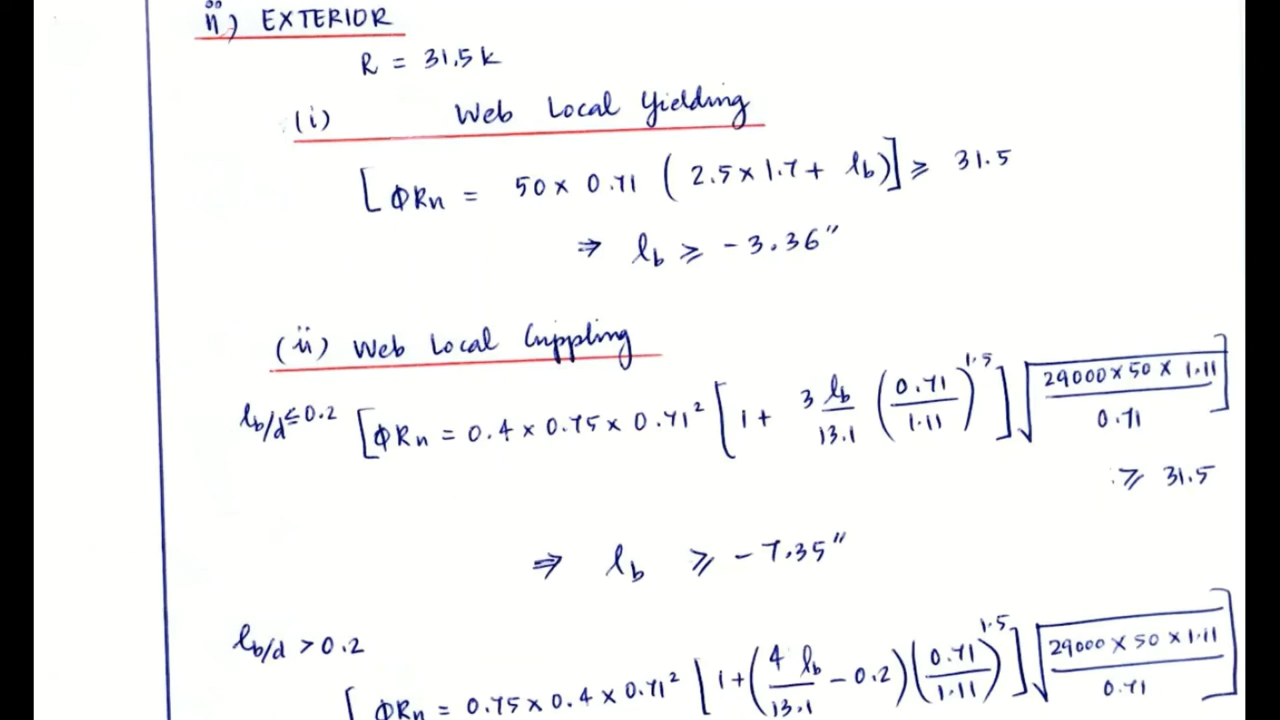 ii) EXTERIOR
R = 31.5 k
(i) Web Local Yielding
[ΦRn = 50 x 0.71 ( 2.5 x 1.7 + lb)] ≥ 31.5
⇒ lb ≥ -3.36"
(ii) Web Local Crippling
lb/d ≤ 0.2 [ΦRn = 0.4 x 0.75 x 0.71² [1 + 3 lb/13.1 (0.71/1.11)^1.5] √(29000 x 50 x 1.11/0.71)]
≥ 31.5
⇒ lb ≥ -7.35"
lb/d > 0.2
[ΦRn = 0.75 x 0.4 x 0.71² [1 + (4 lb/13.1 - 0.2)(0.71/1.11)^1.5] √(29000 x 50 x 1.11/0.71)]